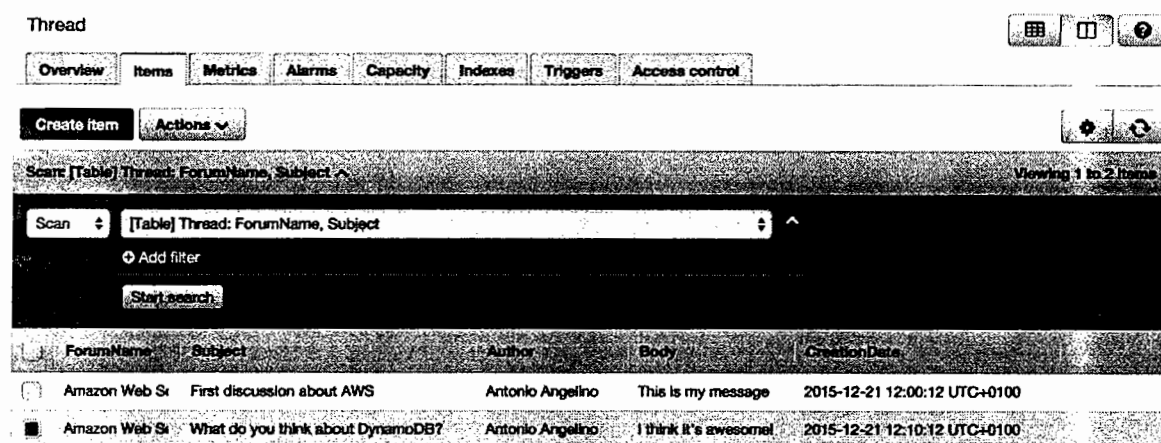 Thread
Overview Items Metrics Alarms Capacity Indexes Triggers Access control
Create item Actions
Scan: [Table] Thread: ForumName, Subject Viewing 1 to 2 items
Scan [Table] Thread: ForumName, Subject
Add filter
Start search
ForumName Subject Author Body CreationDate
Amazon Web Se First discussion about AWS Antonio Angelino This is my message 2015-12-21 12:00:12 UTC+0100
Amazon Web Se What do you think about DynamoDB? Antonio Angelino I think it's awesome! 2015-12-21 12:10:12 UTC+0100